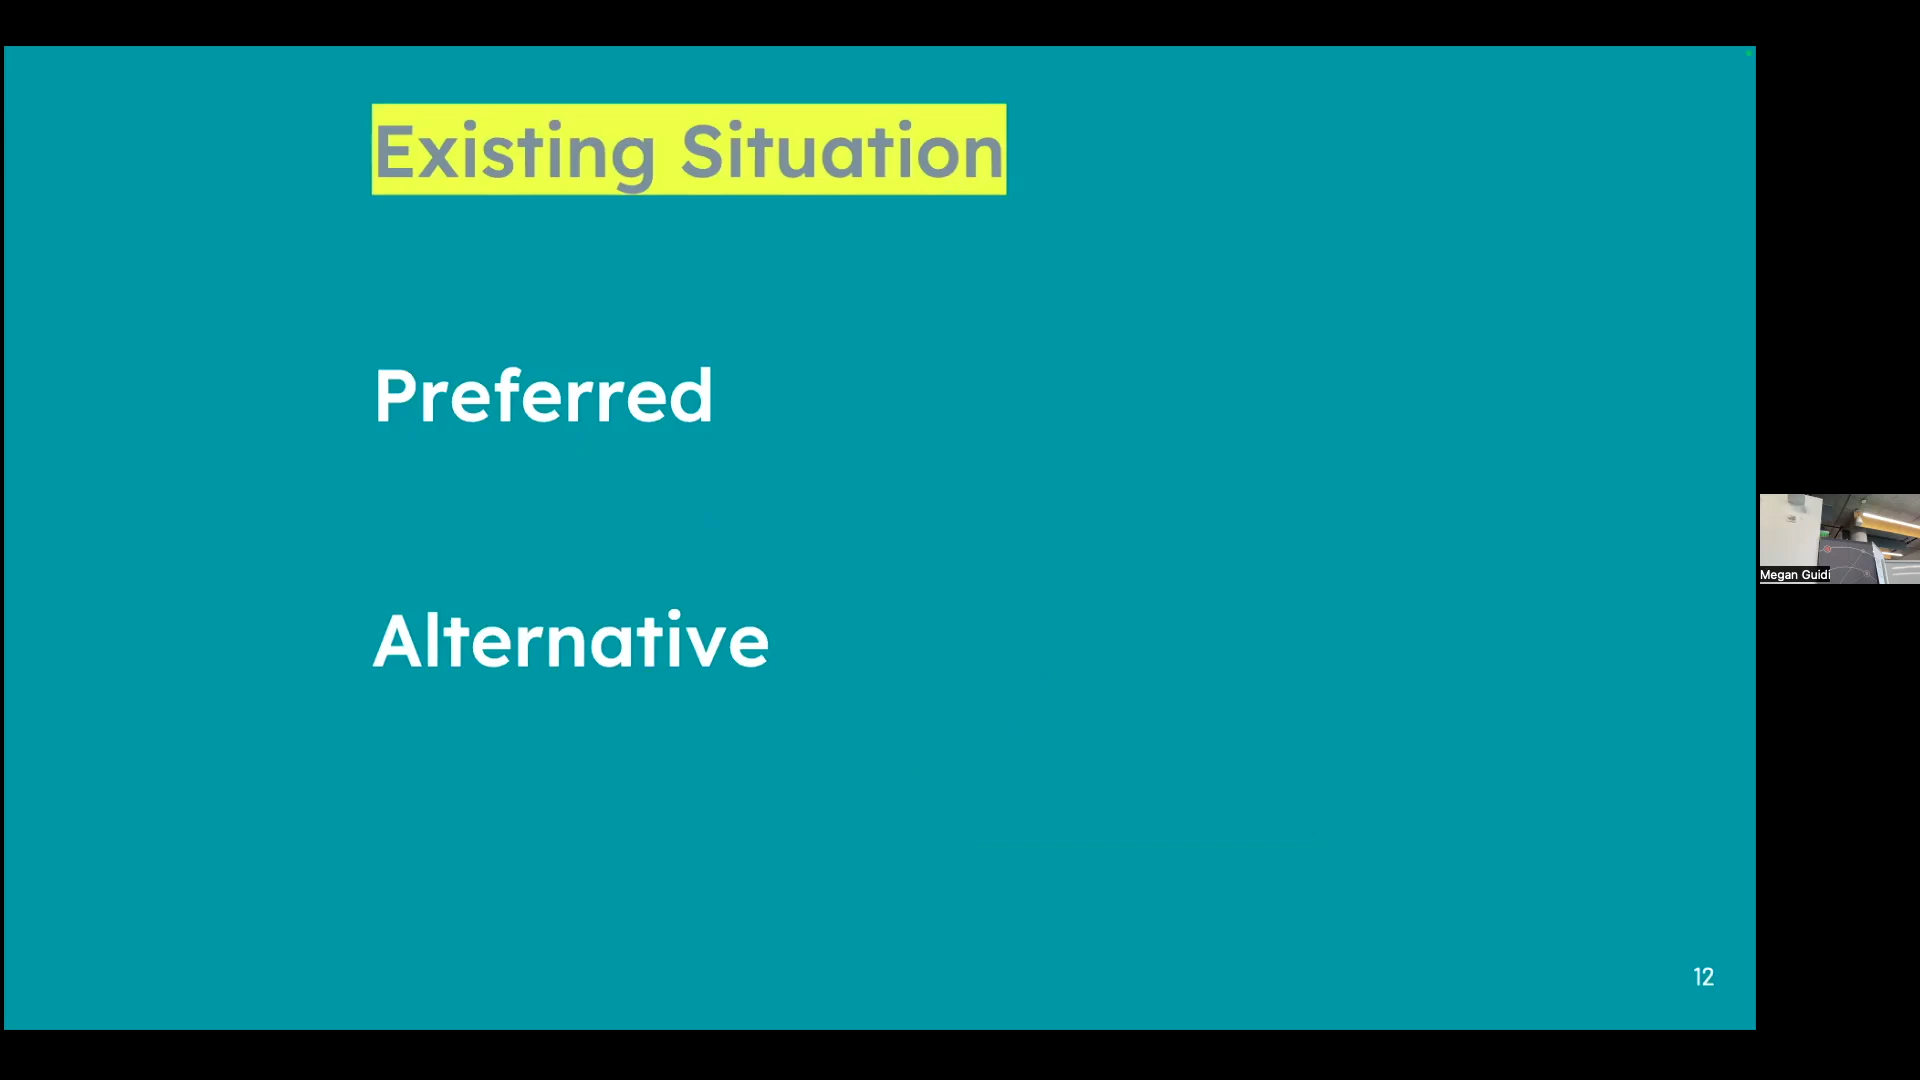 Existing Situation
Preferred
Alternative
Megan Guidi
12